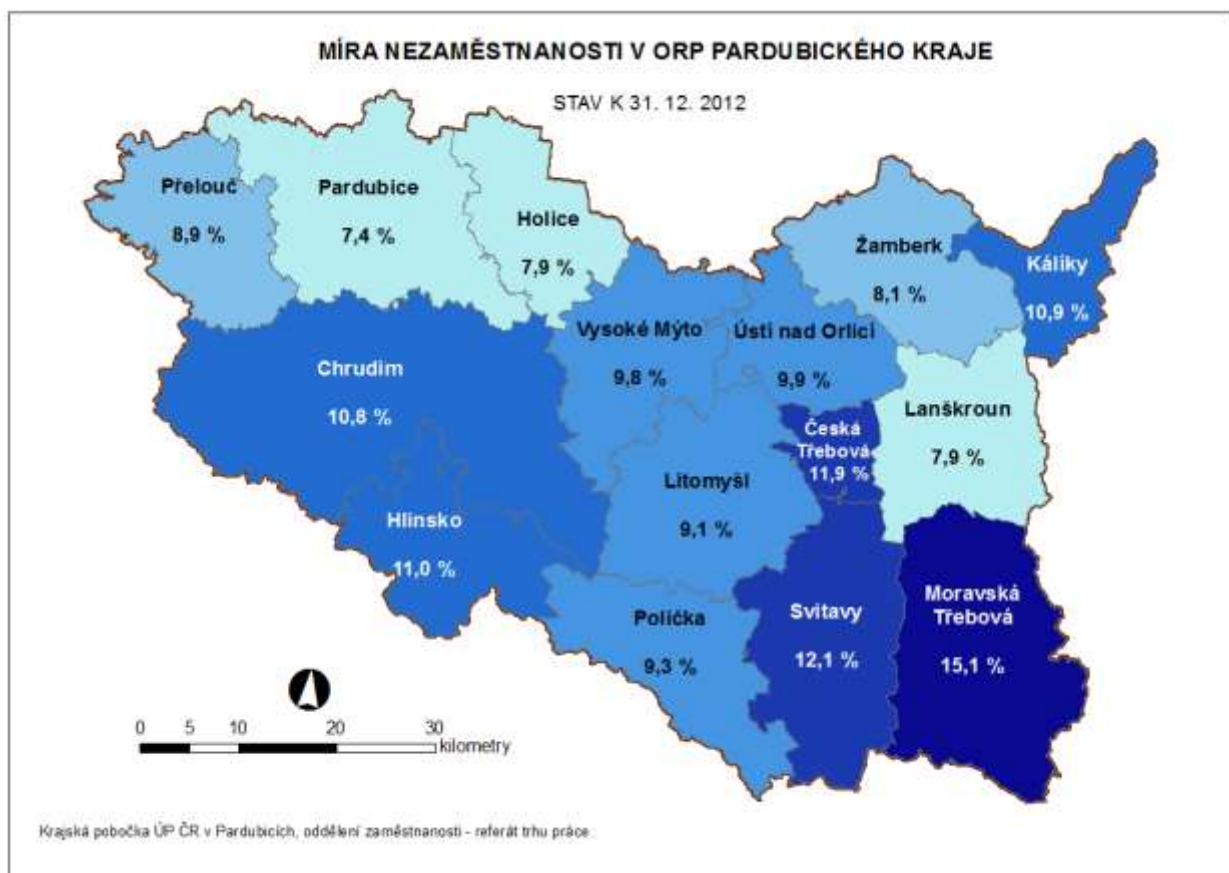 MÍRA NEZAMĚSTNANOSTI V ORP PARDUBICKÉHO KRAJE
STAV K 31. 12. 2012
Přelouč
8,9 %
Pardubice
7,4 %
Holice
7,9 %
Žamberk
8,1 %
Káliky
10,9 %
Vysoké Mýto
9,8 %
Ústí nad Orlicí
9,9 %
Chrudim
10,8 %
Lanškroun
7,9 %
Česká
Třebová
11,9 %
Litomyšl
9,1 %
Hlinsko
11,0 %
Moravská
Třebová
15,1 %
Svitavy
12,1 %
Polička
9,3 %
0 5 10 20 30
kilometry
Krajská pobočka ÚP ČR v Pardubicích, oddělení zaměstnanosti - referát trhu práce